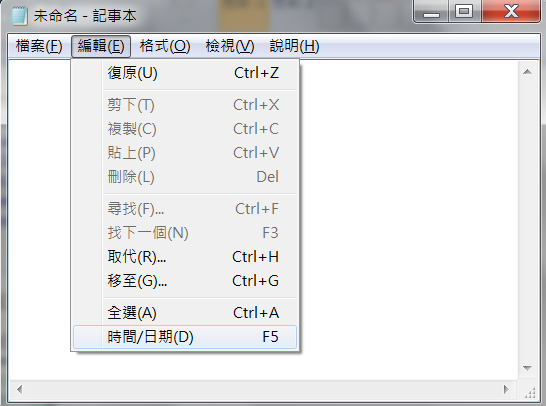 未命名 - 記事本
檔案(F) 編輯(E) 格式(O) 檢視(V) 說明(H)
復原(U) Ctrl+Z
剪下(T) Ctrl+X
複製(C) Ctrl+C
貼上(P) Ctrl+V
刪除(L) Del
尋找(F)... Ctrl+F
找下一個(N) F3
取代(R)... Ctrl+H
移至(G)... Ctrl+G
全選(A) Ctrl+A
時間/日期(D) F5